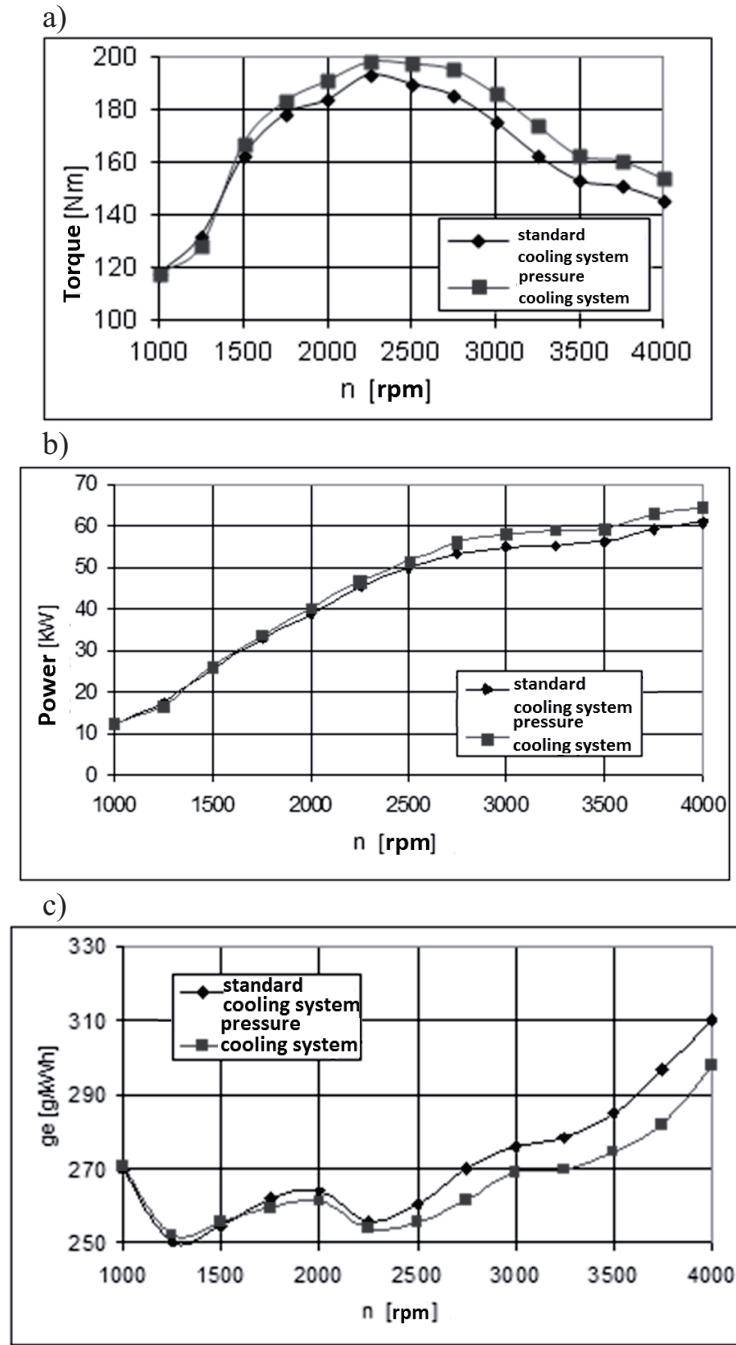 a)
200
180
160
140
120
100
Torque [Nm]
1000 1500 2000 2500 3000 3500 4000
n [rpm]
standard
cooling system
pressure
cooling system
b)
70
60
50
40
30
20
10
0
Power [kW]
1000 1500 2000 2500 3000 3500 4000
n [rpm]
standard
cooling system
pressure
cooling system
c)
330
310
290
270
250
ge [g/kWh]
1000 1500 2000 2500 3000 3500 4000
n [rpm]
standard
cooling system
pressure
cooling system